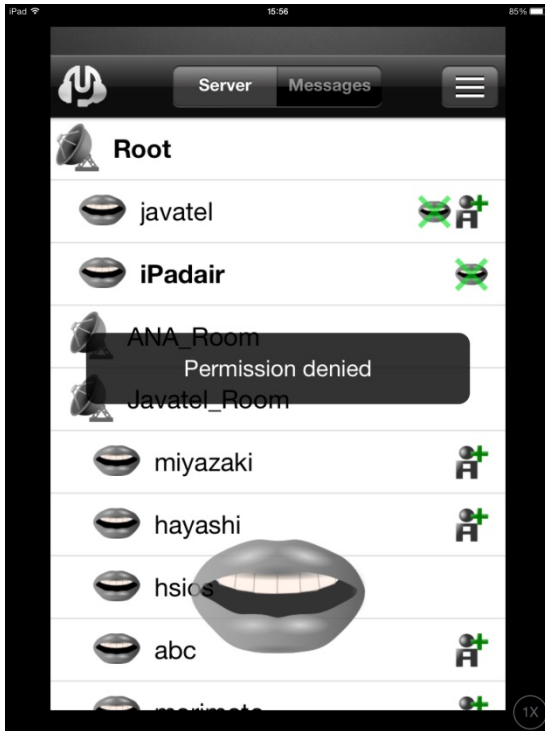 iPad 15:56 85%
Server Messages
Root
javatel
iPadair
ANA_Room
Permission denied
Javatel_Room
miyazaki
hayashi
hsios
abc
1X